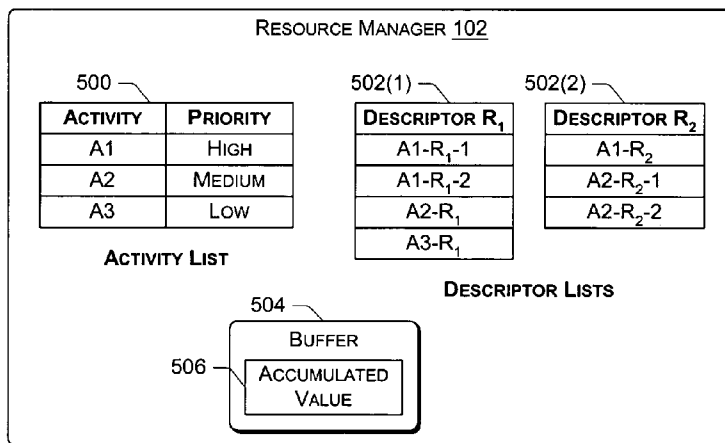 RESOURCE MANAGER 102
500
ACTIVITY PRIORITY
A1 HIGH
A2 MEDIUM
A3 LOW
ACTIVITY LIST
502(1)
DESCRIPTOR R1
A1-R1-1
A1-R1-2
A2-R1
A3-R1
502(2)
DESCRIPTOR R2
A1-R2
A2-R2-1
A2-R2-2
DESCRIPTOR LISTS
504
BUFFER
506
ACCUMULATED
VALUE